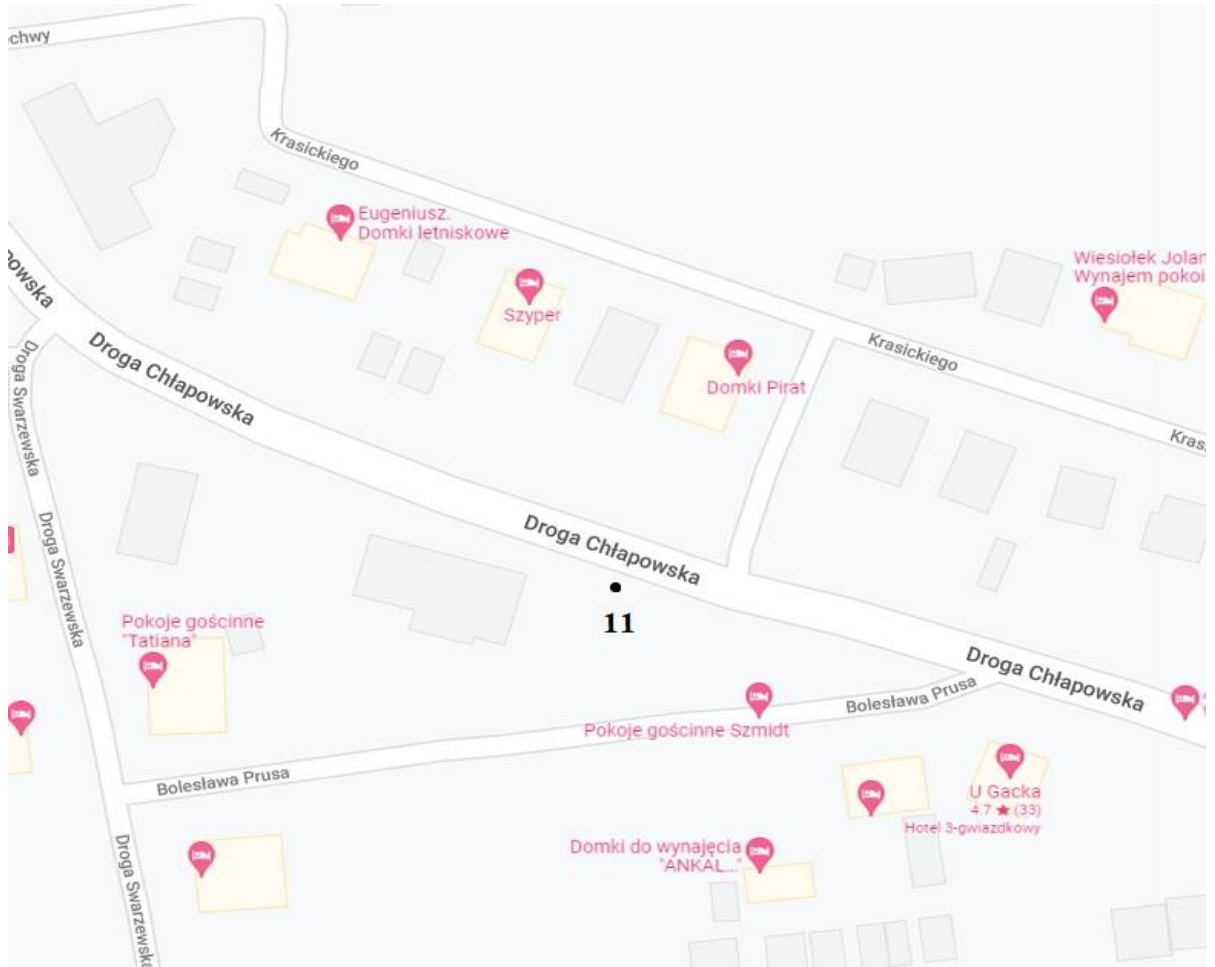 chwy
Krasickiego
Eugeniusz.
Domki letniskowe
powska
Szyper
Wiesiołek Jolan
Wynajem pokoi
Krasickiego
Domki Pirat
Droga Chłapowska
Droga Swarzewska
Kras
Droga Chłapowska
Droga Swarzewska
11
Pokoje gościnne
"Tatiana"
Droga Chłapowska
Bolesława Prusa
Pokoje gościnne Szmidt
Bolesława Prusa
U Gacka
4.7 ★ (33)
Hotel 3-gwiazdkowy
Domki do wynajęcia
"ANKAL..."
Droga Swarzewska